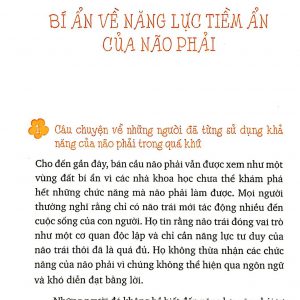 BÍ ẨN VỀ NĂNG LỰC TIỀM ẨN
CỦA NÃO PHẢI
1 Câu chuyện về những người đã từng sử dụng khả
năng của não phải trong quá khứ
Cho đến gần đây, bán cầu não phải vẫn được xem như một
vùng đất bí ẩn vì các nhà khoa học chưa thể khám phá
hết những chức năng mà não phải làm được. Mọi người
thường nghĩ rằng chỉ có não trái mới tác động nhiều đến
cuộc sống của con người. Họ tin rằng não trái đóng vai trò
như một cơ quan độc lập và chỉ cần năng lực tư duy của
não trái thôi đã là quá đủ. Họ không thừa nhận các chức
năng của não phải vì chúng không thể hiện qua ngôn ngữ
và khó diễn đạt bằng lời.